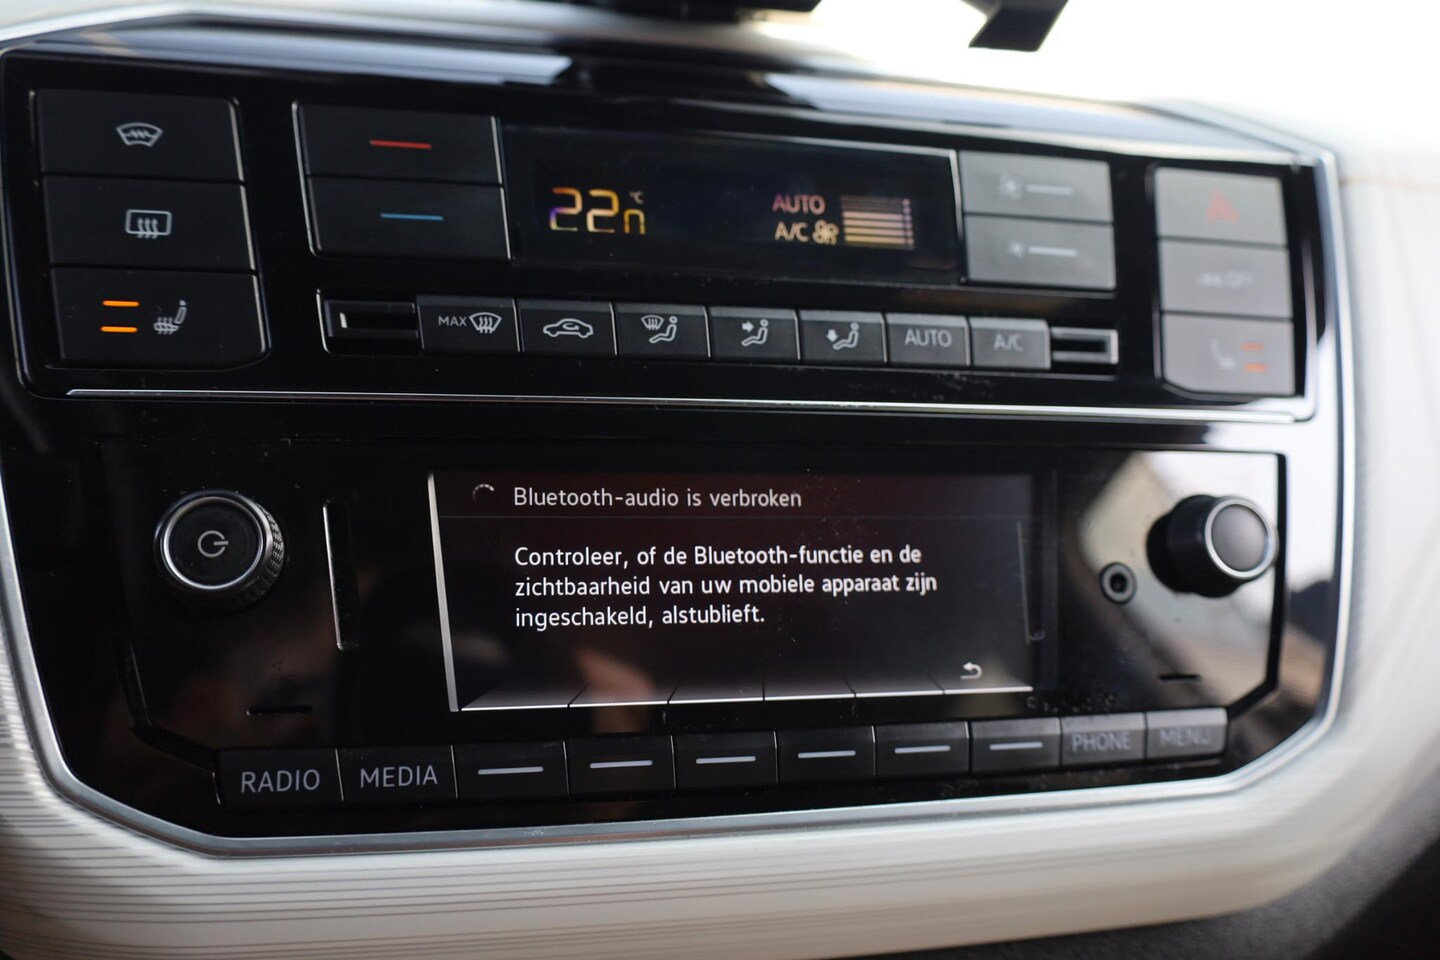 22 °C
AUTO
A/C
MAX
AUTO
A/C
OFF
Bluetooth-audio is verbroken
Controleer, of de Bluetooth-functie en de
zichtbaarheid van uw mobiele apparaat zijn
ingeschakeld, alstublieft.
RADIO
MEDIA
PHONE
MENU